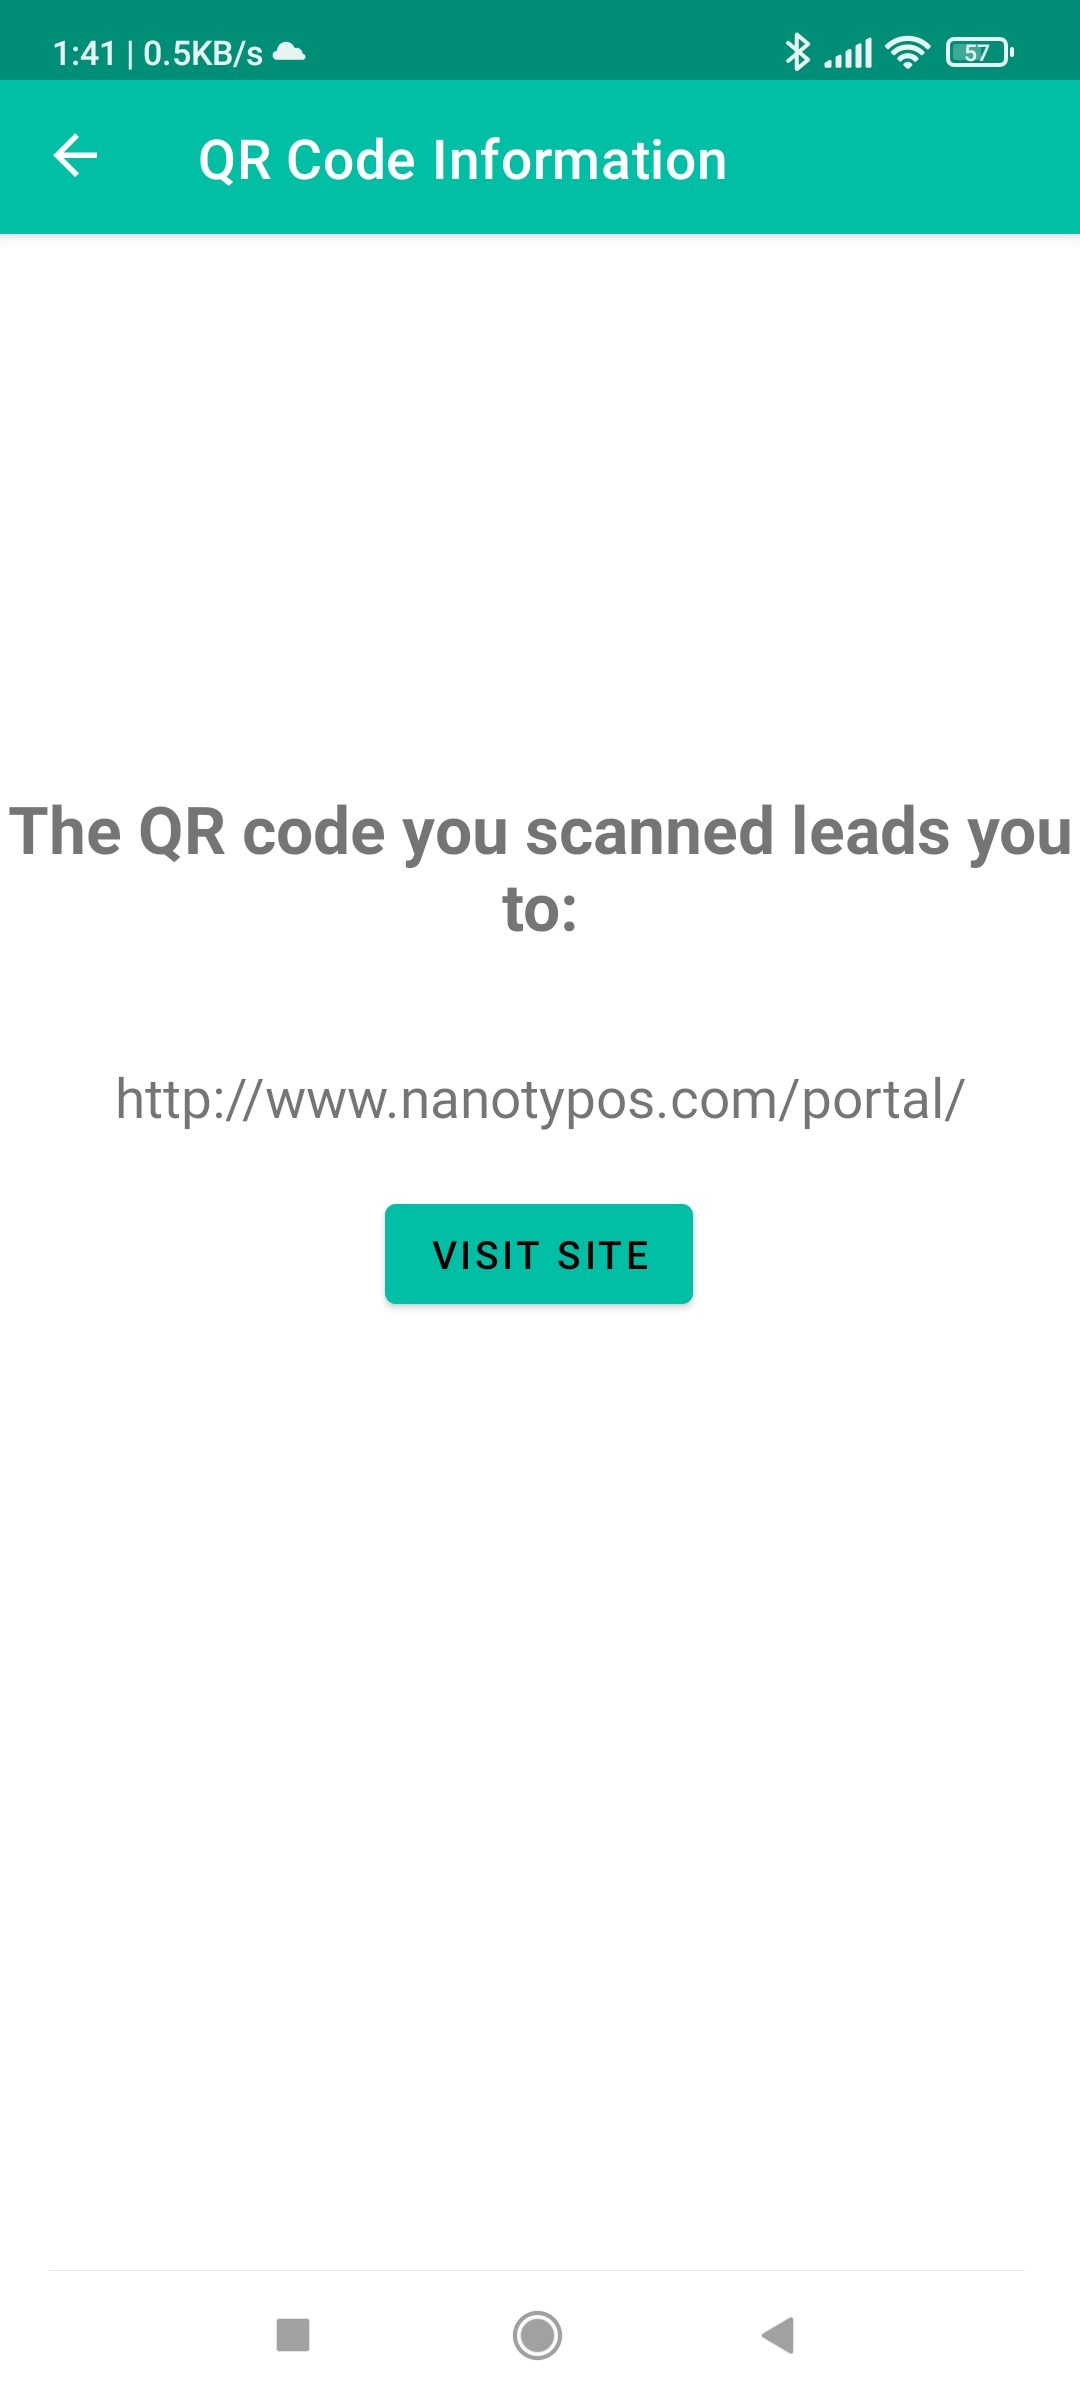 1:41 | 0.5KB/s
57
QR Code Information
The QR code you scanned leads you
to:
http://www.nanotypos.com/portal/
VISIT SITE